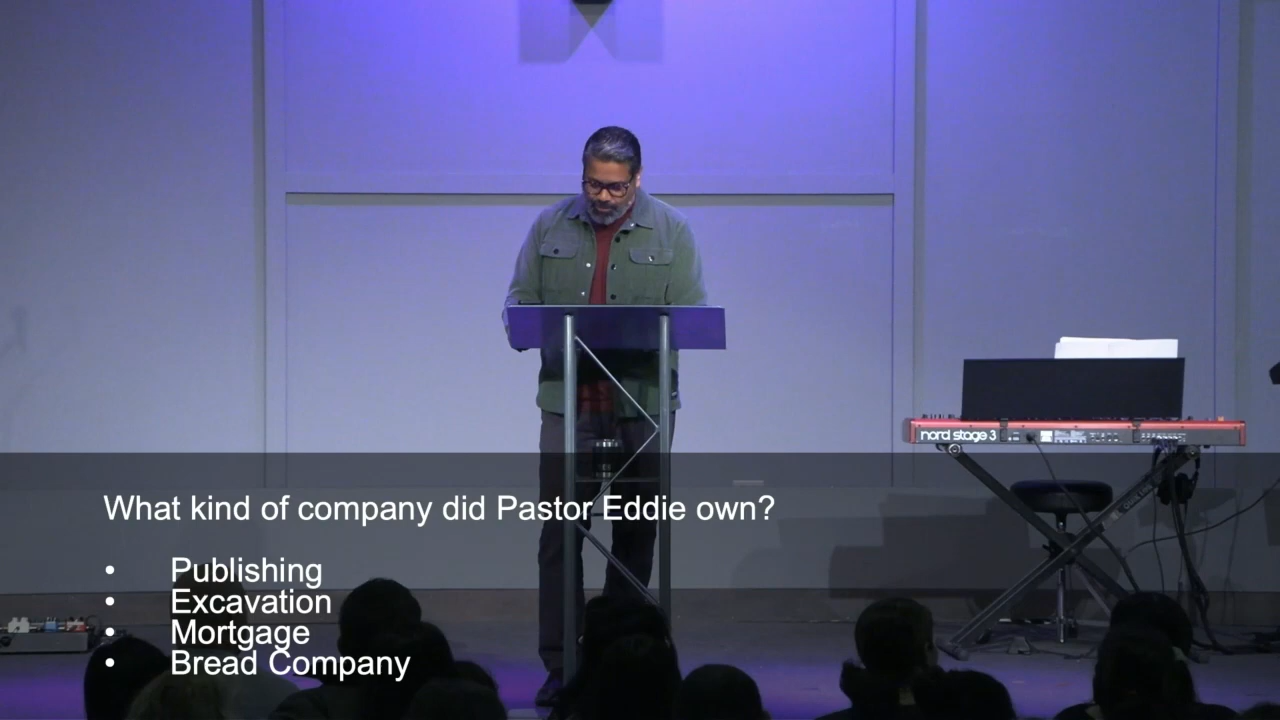 nord stage 3
What kind of company did Pastor Eddie own?
• Publishing
• Excavation
• Mortgage
• Bread Company